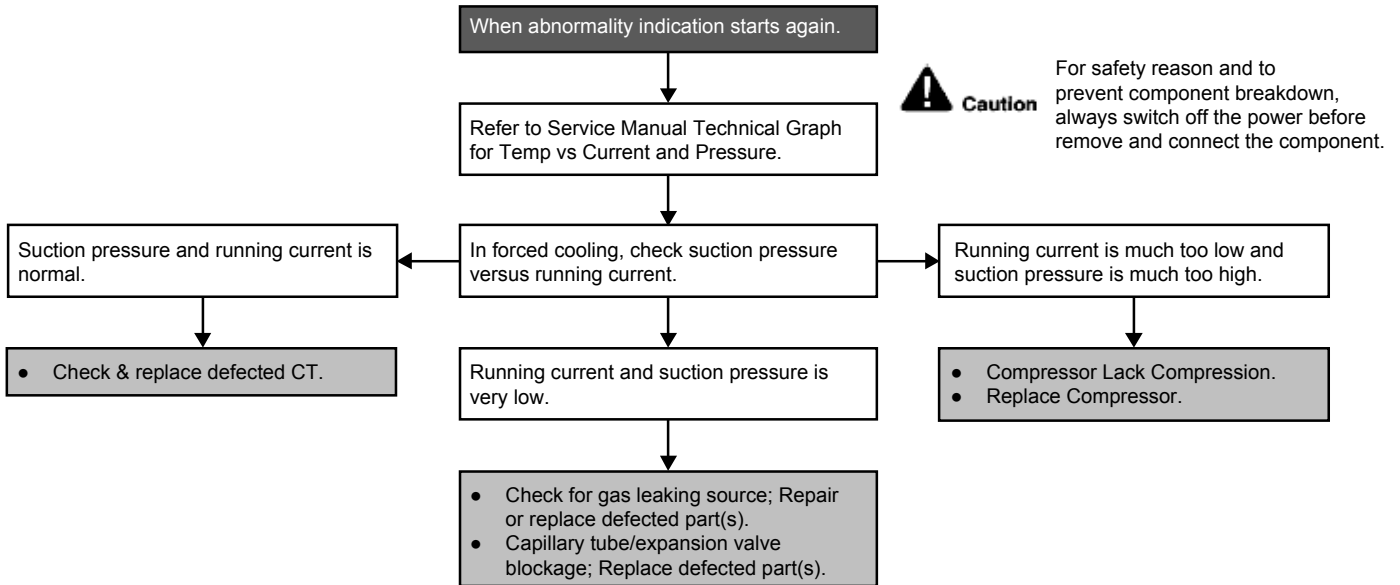 When abnormality indication starts again.
Caution
For safety reason and to
prevent component breakdown,
always switch off the power before
remove and connect the component.
Refer to Service Manual Technical Graph
for Temp vs Current and Pressure.
Suction pressure and running current is
normal.
In forced cooling, check suction pressure
versus running current.
Running current is much too low and
suction pressure is much too high.
● Check & replace defected CT.
Running current and suction pressure is
very low.
● Compressor Lack Compression.
● Replace Compressor.
● Check for gas leaking source; Repair
or replace defected part(s).
● Capillary tube/expansion valve
blockage; Replace defected part(s).